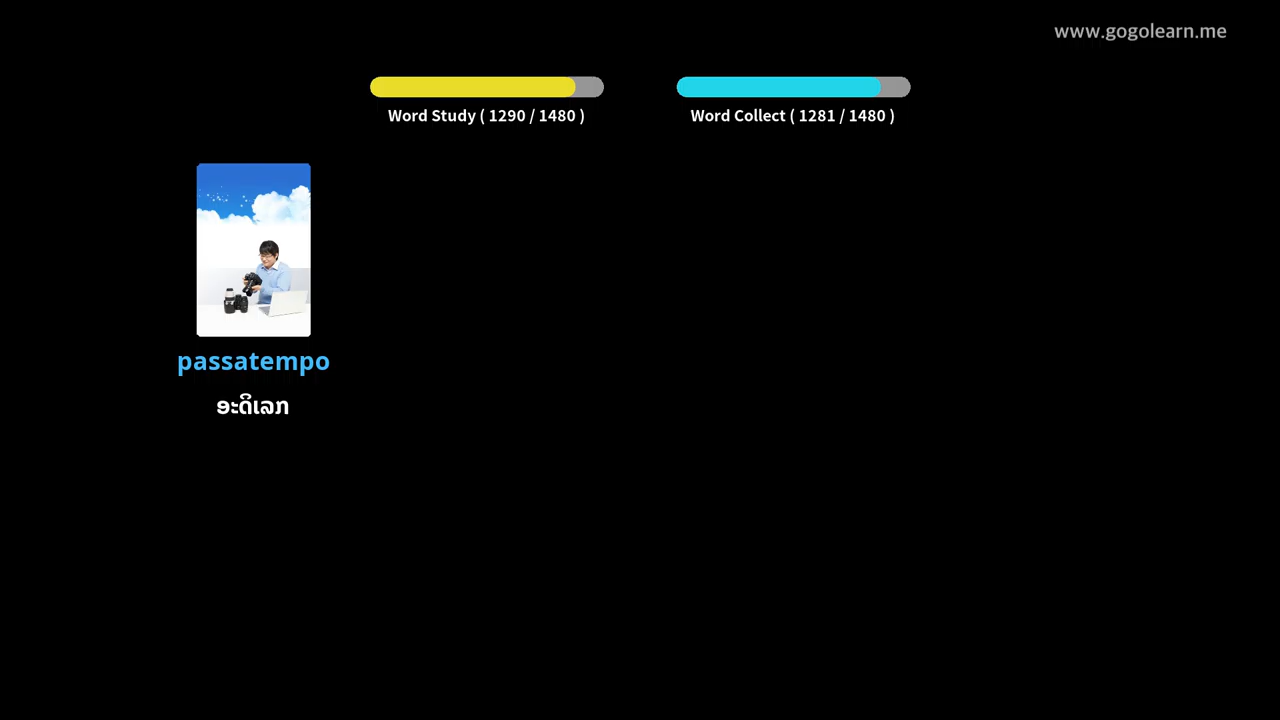 www.gogolearn.me
Word Study ( 1290 / 1480 )
Word Collect ( 1281 / 1480 )
passatempo
ອະດິເລກ